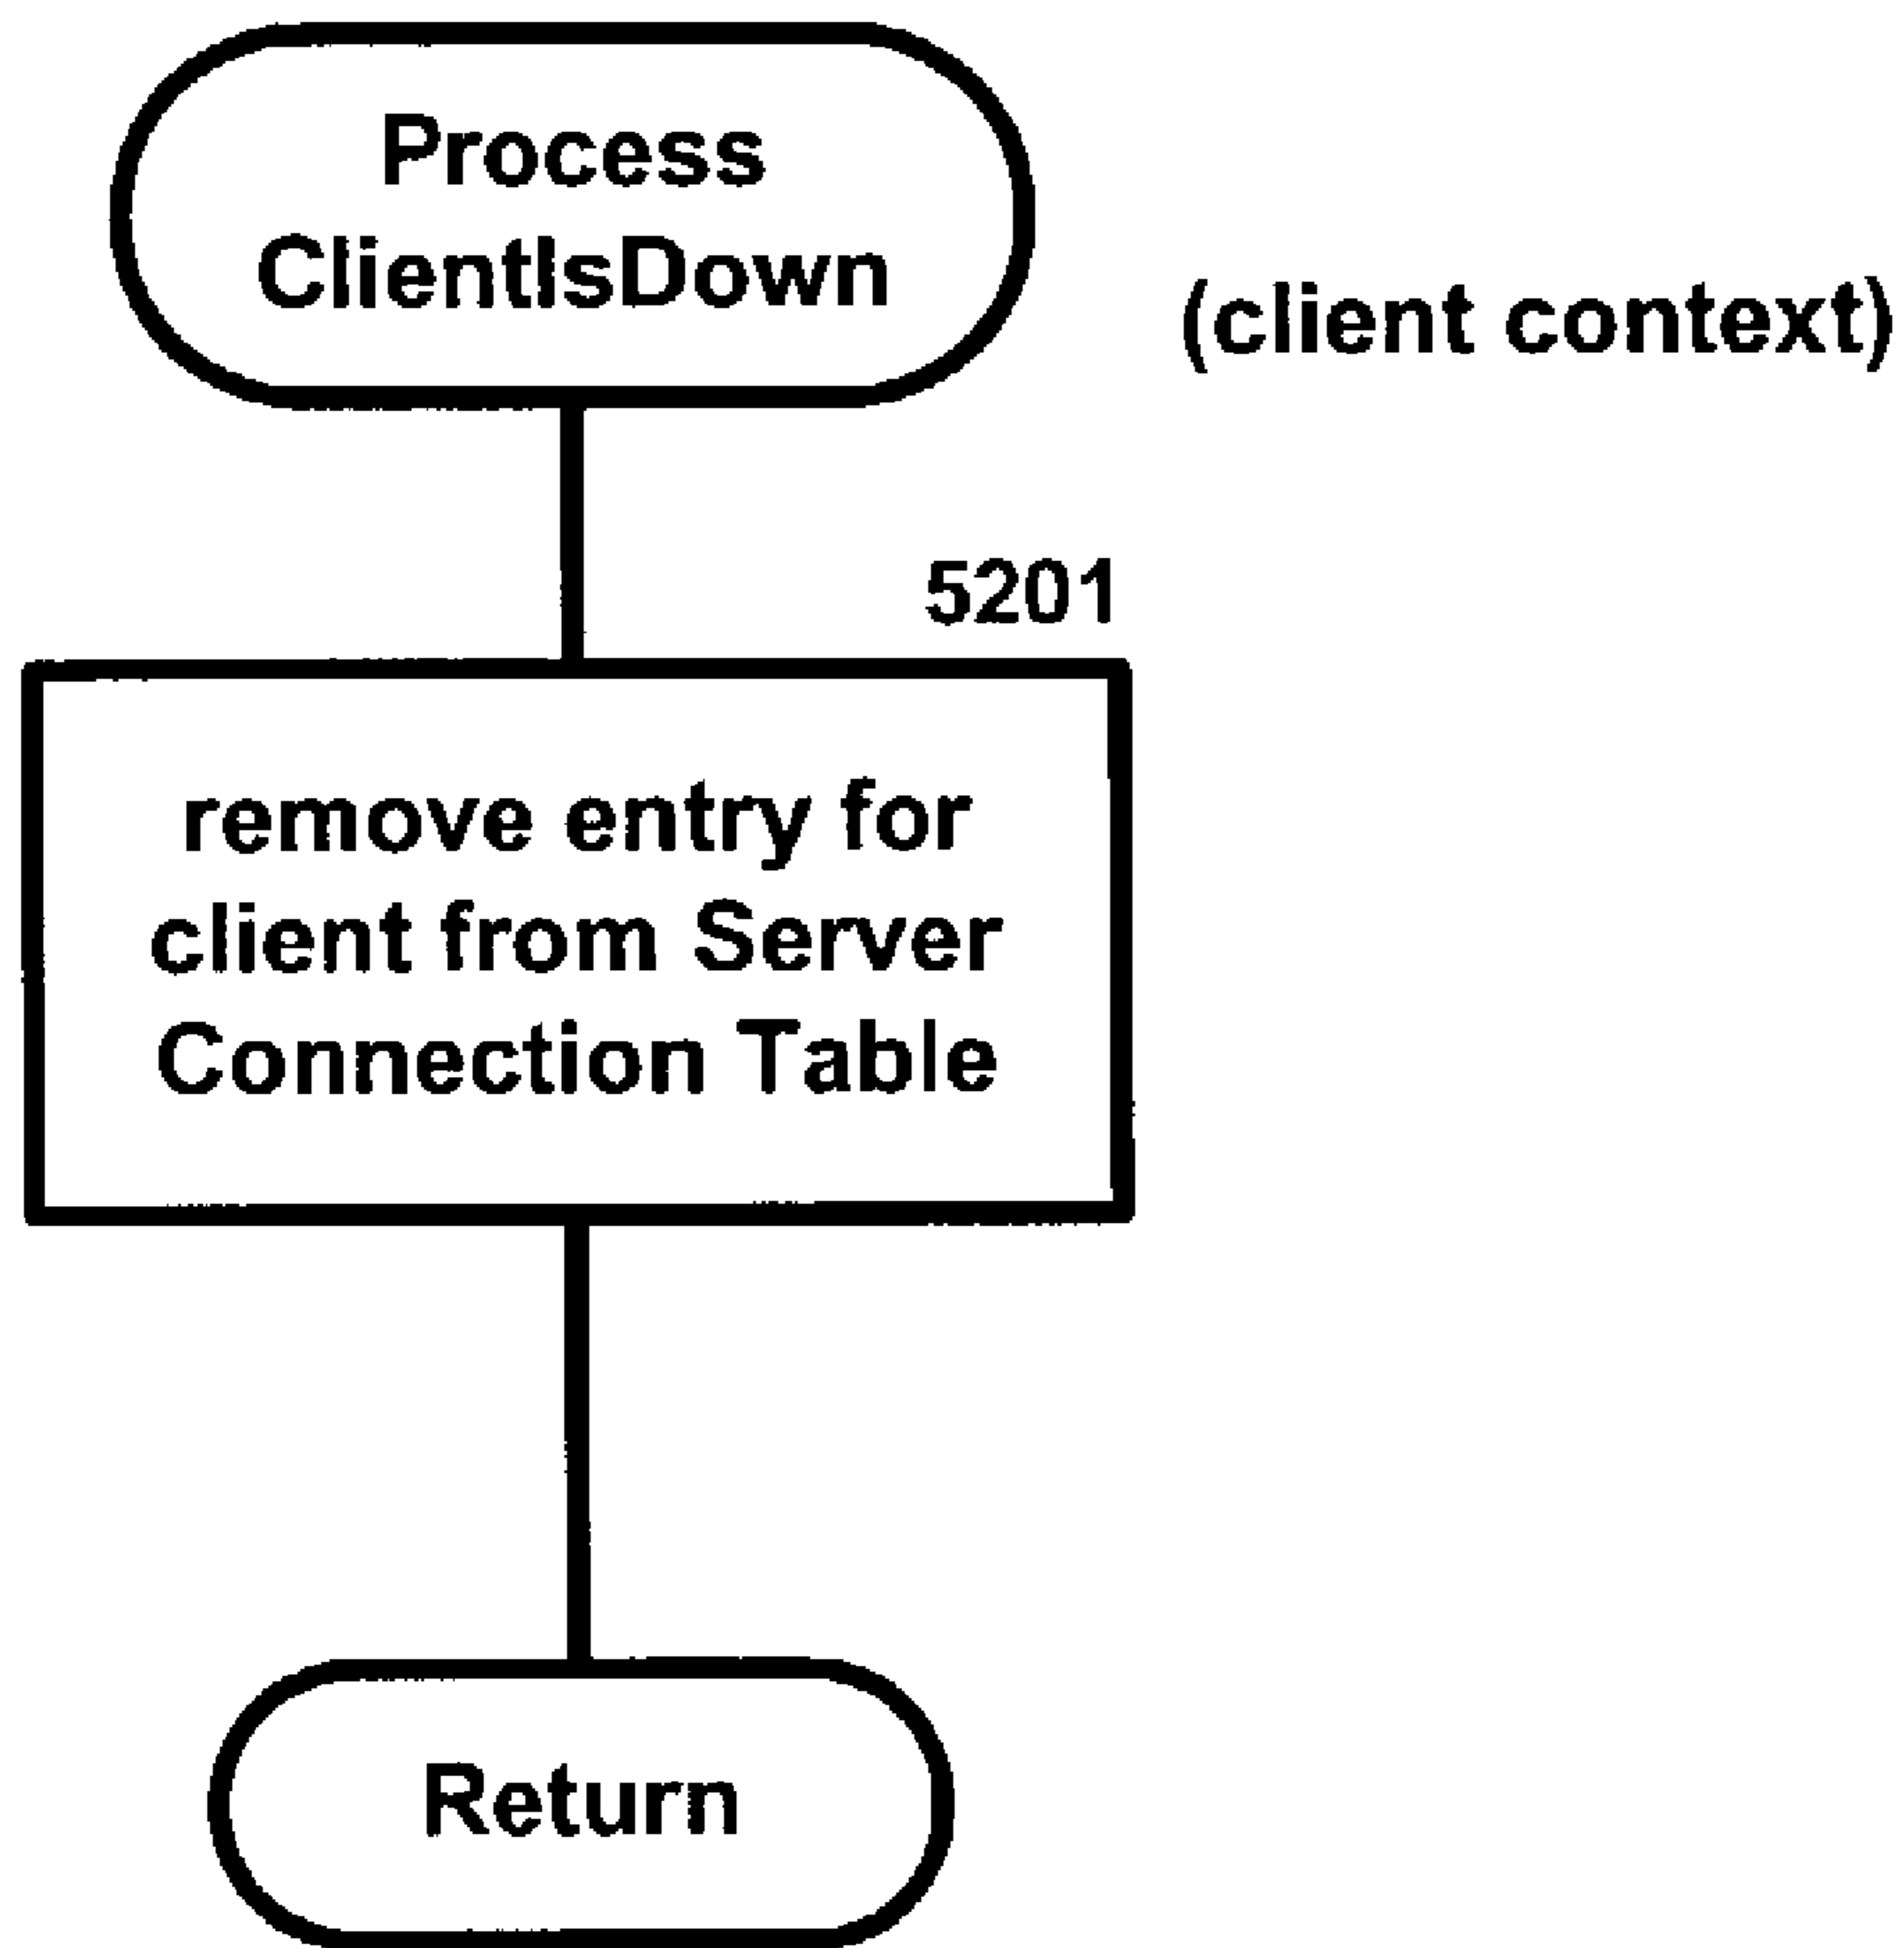 Process
ClientIsDown
(client context)
5201
remove entry for
client from Server
Connection Table
Return